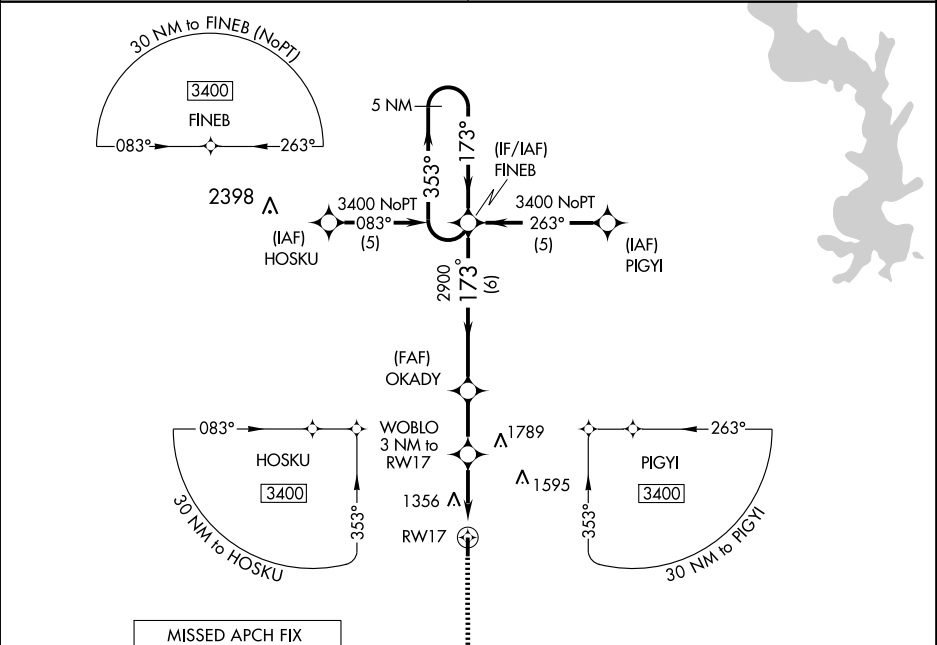 30 NM to FINEB (NoPT)
3400
FINEB
083°
263°
5 NM
353°
173°
(IF/IAF)
FINEB
2398
3400 NoPT
083°
(5)
(IAF)
HOSKU
3400 NoPT
263°
(5)
(IAF)
PIGYI
2900
173°
(6)
(FAF)
OKADY
083°
HOSKU
3400
353°
30 NM to HOSKU
WOBLO
3 NM to
RW17
1789
1595
1356
RW17
263°
PIGYI
3400
353°
30 NM to PIGYI
MISSED APCH FIX